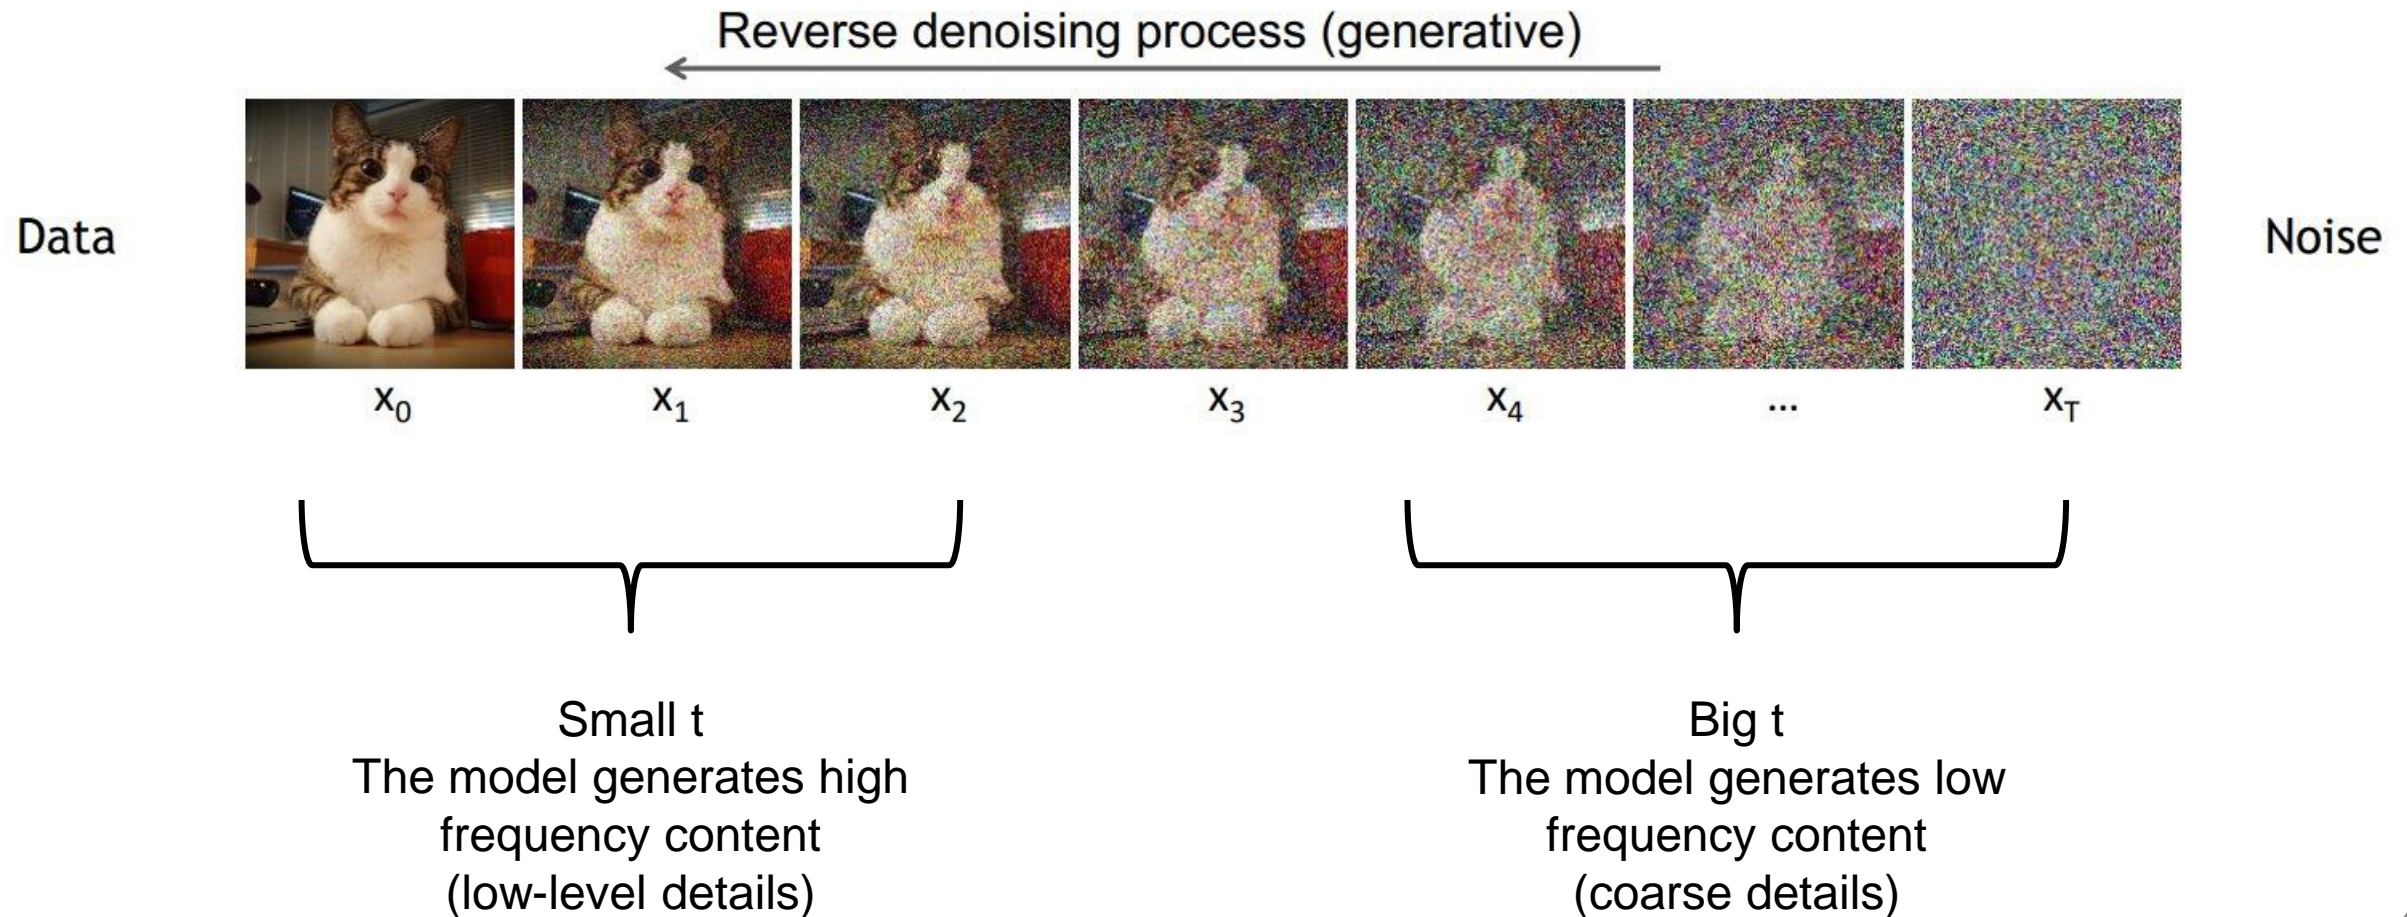 Reverse denoising process (generative)
Data
Noise
x₀ x₁ x₂ x₃ x₄ ... x_T
Small t
The model generates high
frequency content
(low-level details)
Big t
The model generates low
frequency content
(coarse details)